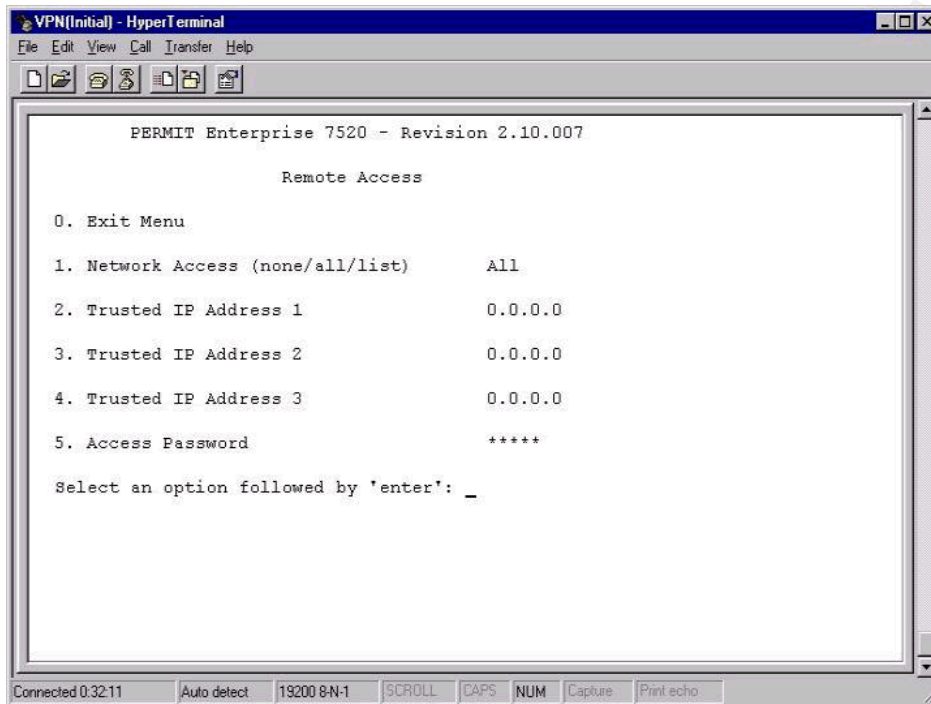 VPN(Initial) - HyperTerminal
File Edit View Call Transfer Help
PERMIT Enterprise 7520 - Revision 2.10.007
Remote Access
0. Exit Menu
1. Network Access (none/all/list) All
2. Trusted IP Address 1 0.0.0.0
3. Trusted IP Address 2 0.0.0.0
4. Trusted IP Address 3 0.0.0.0
5. Access Password *****
Select an option followed by 'enter': _
Connected 0:32:11 Auto detect 19200 8-N-1 SCROLL CAPS NUM Capture Print echo